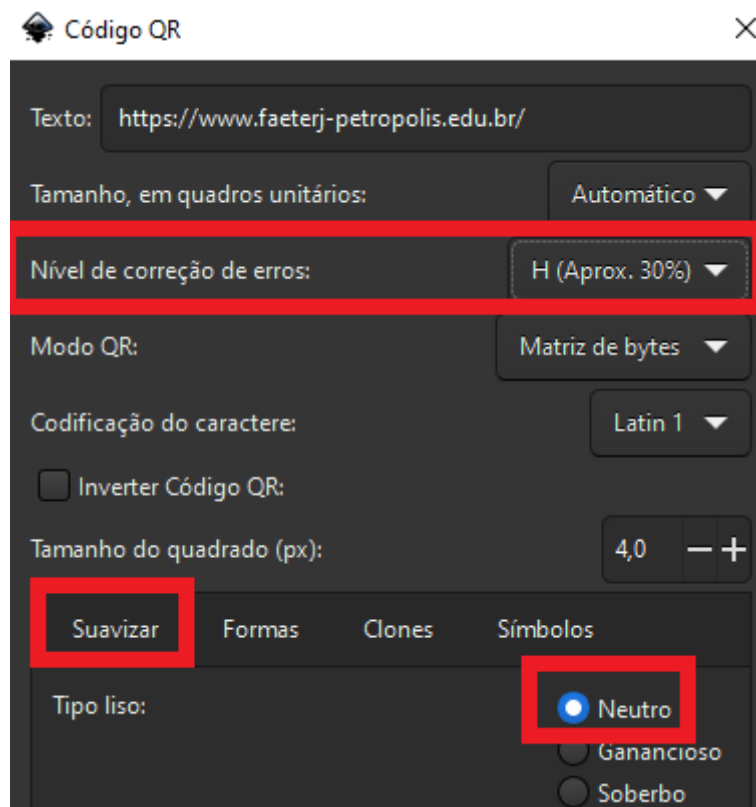 Código QR
Texto: https://www.faeterj-petropolis.edu.br/
Tamanho, em quadros unitários: Automático
Nível de correção de erros: H (Aprox. 30%)
Modo QR: Matriz de bytes
Codificação do caractere: Latin 1
Inverter Código QR:
Tamanho do quadrado (px): 4,0
Suavizar Formas Clones Símbolos
Tipo liso: Neutro
Ganancioso
Soberbo